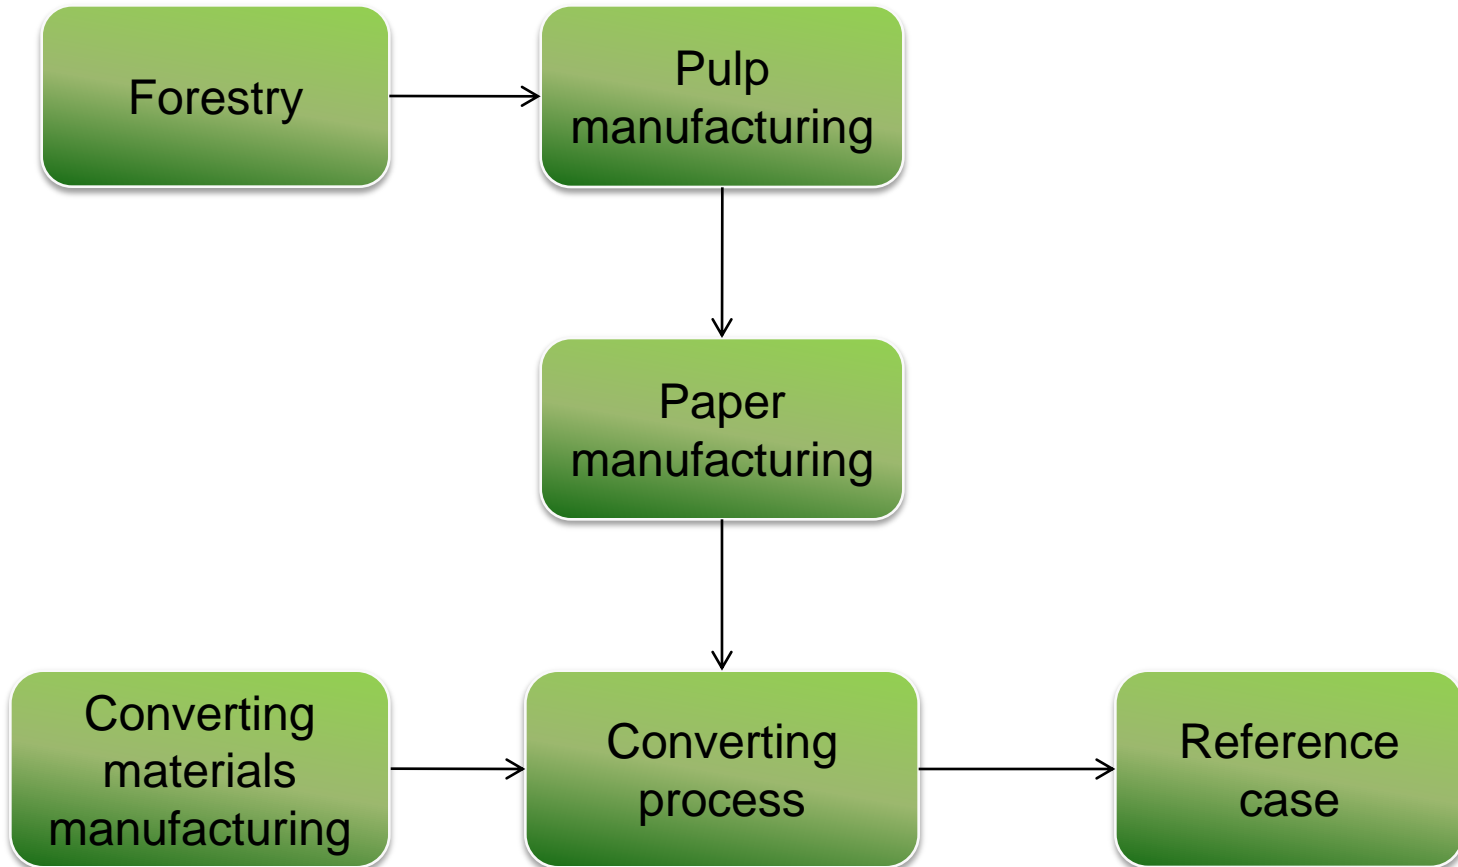 Forestry
Pulp
manufacturing
Paper
manufacturing
Converting
materials
manufacturing
Converting
process
Reference
case